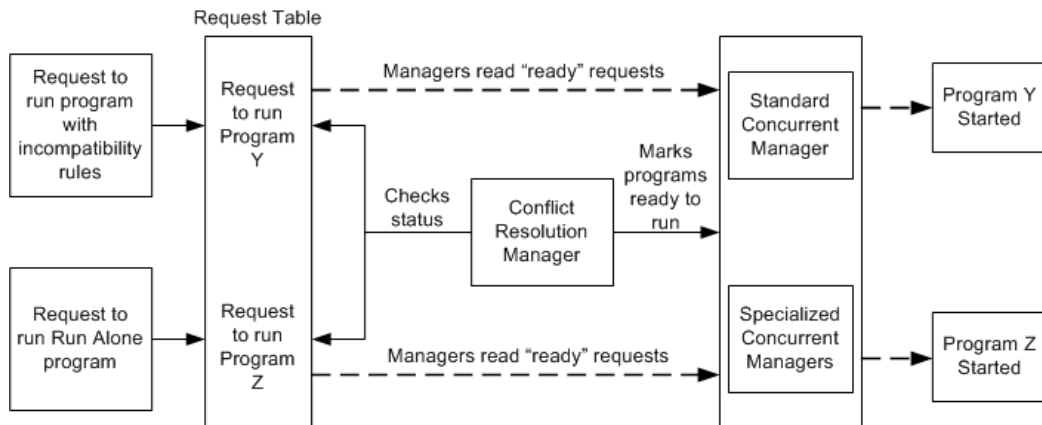 Request Table
Request to
run program
with
incompatibility
rules
Request
to run
Program
Y
Managers read “ready” requests
Standard
Concurrent
Manager
Program Y
Started
Checks
status
Conflict
Resolution
Manager
Marks
programs
ready to
run
Request to
run Run Alone
program
Request
to run
Program
Z
Managers read “ready” requests
Specialized
Concurrent
Managers
Program Z
Started